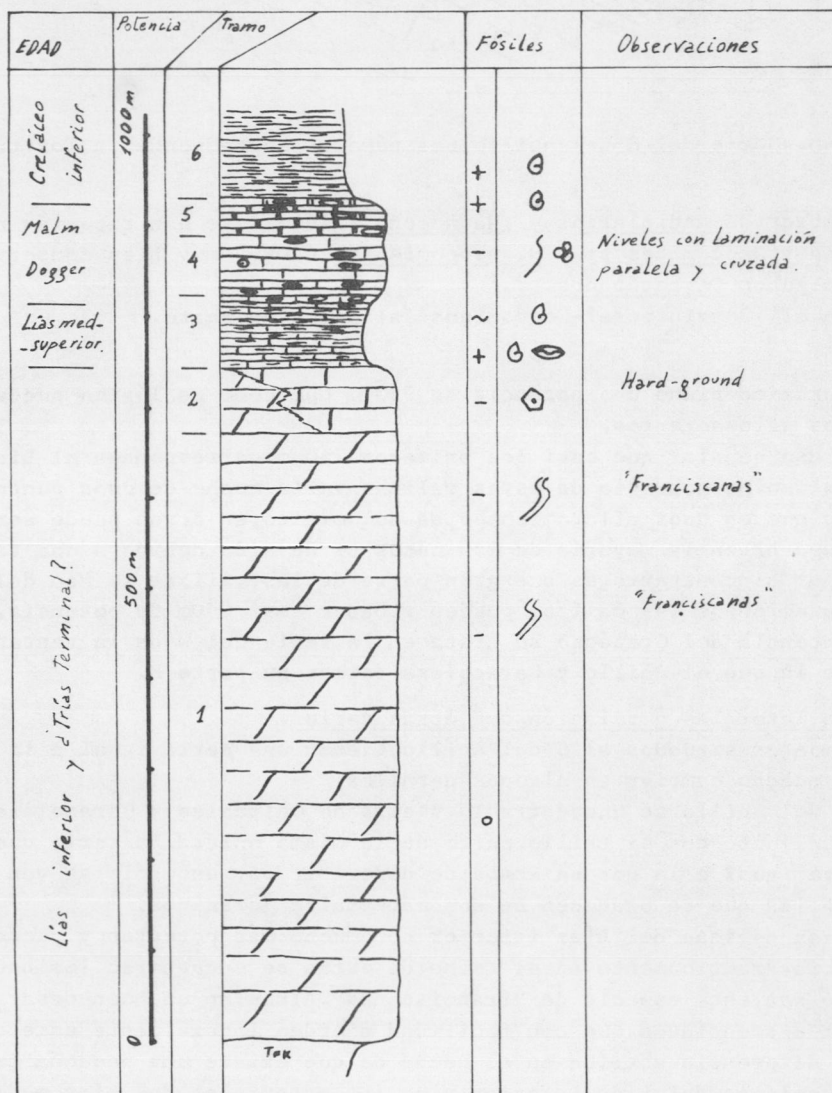 EDAD
Potencia
Tramo
Fósiles
Observaciones
Cretáceo
inferior
Malm
Dogger
Lías med-
-superior.
Lías inferior y ¿Trías Terminal?
1000 m
500 m
0
6
5
4
3
2
1
TRK
+
+
-
~
+
-
-
-
o
Niveles con laminación
paralela y cruzada.
Hard-ground
"Franciscanas"
"Franciscanas"